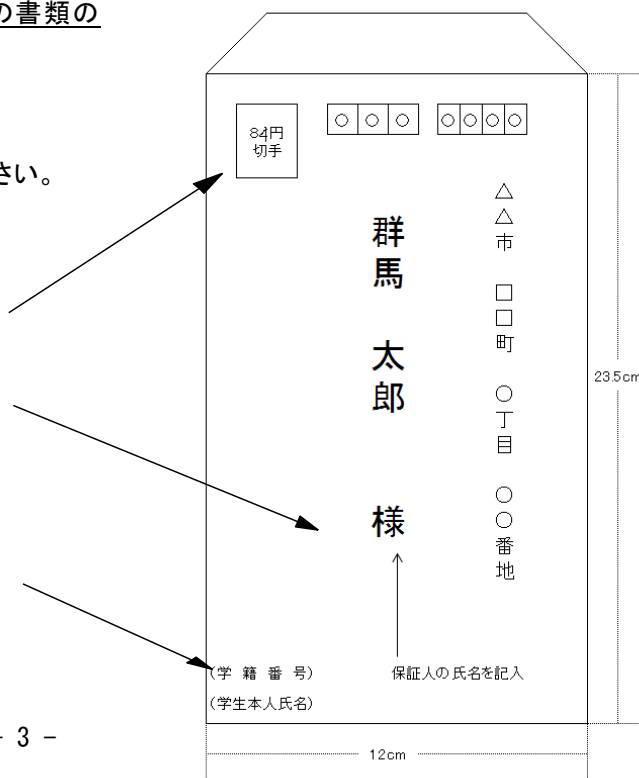 の書類の
さい。
84円
切手
○○○ ○○○○
△△市 □□町 ○丁目 ○○番地
群馬 太郎 様
23.5cm
(学 籍 番 号)
保証人の氏名を記入
(学生本人氏名)
- 3 -
12cm